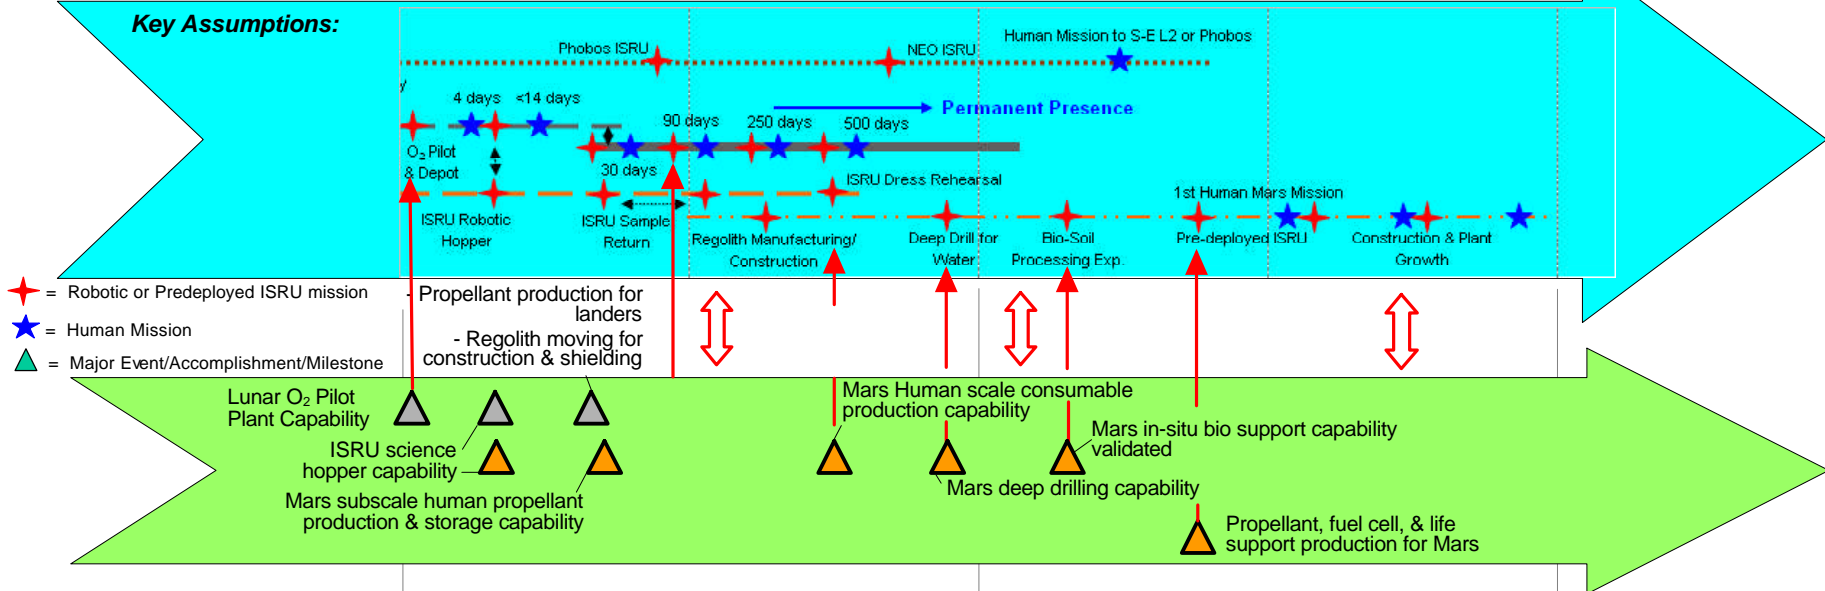 Key Assumptions:
Phobos ISRU
NEO ISRU
Human Mission to S-E L2 or Phobos
y
4 days
<14 days
Permanent Presence
90 days
250 days
500 days
O₂ Pilot
& Depot
30 days
ISRU Dress Rehearsal
1st Human Mars Mission
ISRU Robotic
Hopper
ISRU Sample
Return
Regolith Manufacturing/
Construction
Deep Drill for
Water
Bio-Soil
Processing Exp.
Pre-deployed ISRU
Construction & Plant
Growth
= Robotic or Predeployed ISRU mission
= Human Mission
= Major Event/Accomplishment/Milestone
- Propellant production for
landers
- Regolith moving for
construction & shielding
Lunar O₂ Pilot
Plant Capability
ISRU science
hopper capability
Mars subscale human propellant
production & storage capability
Mars Human scale consumable
production capability
Mars in-situ bio support capability
validated
Mars deep drilling capability
Propellant, fuel cell, & life
support production for Mars